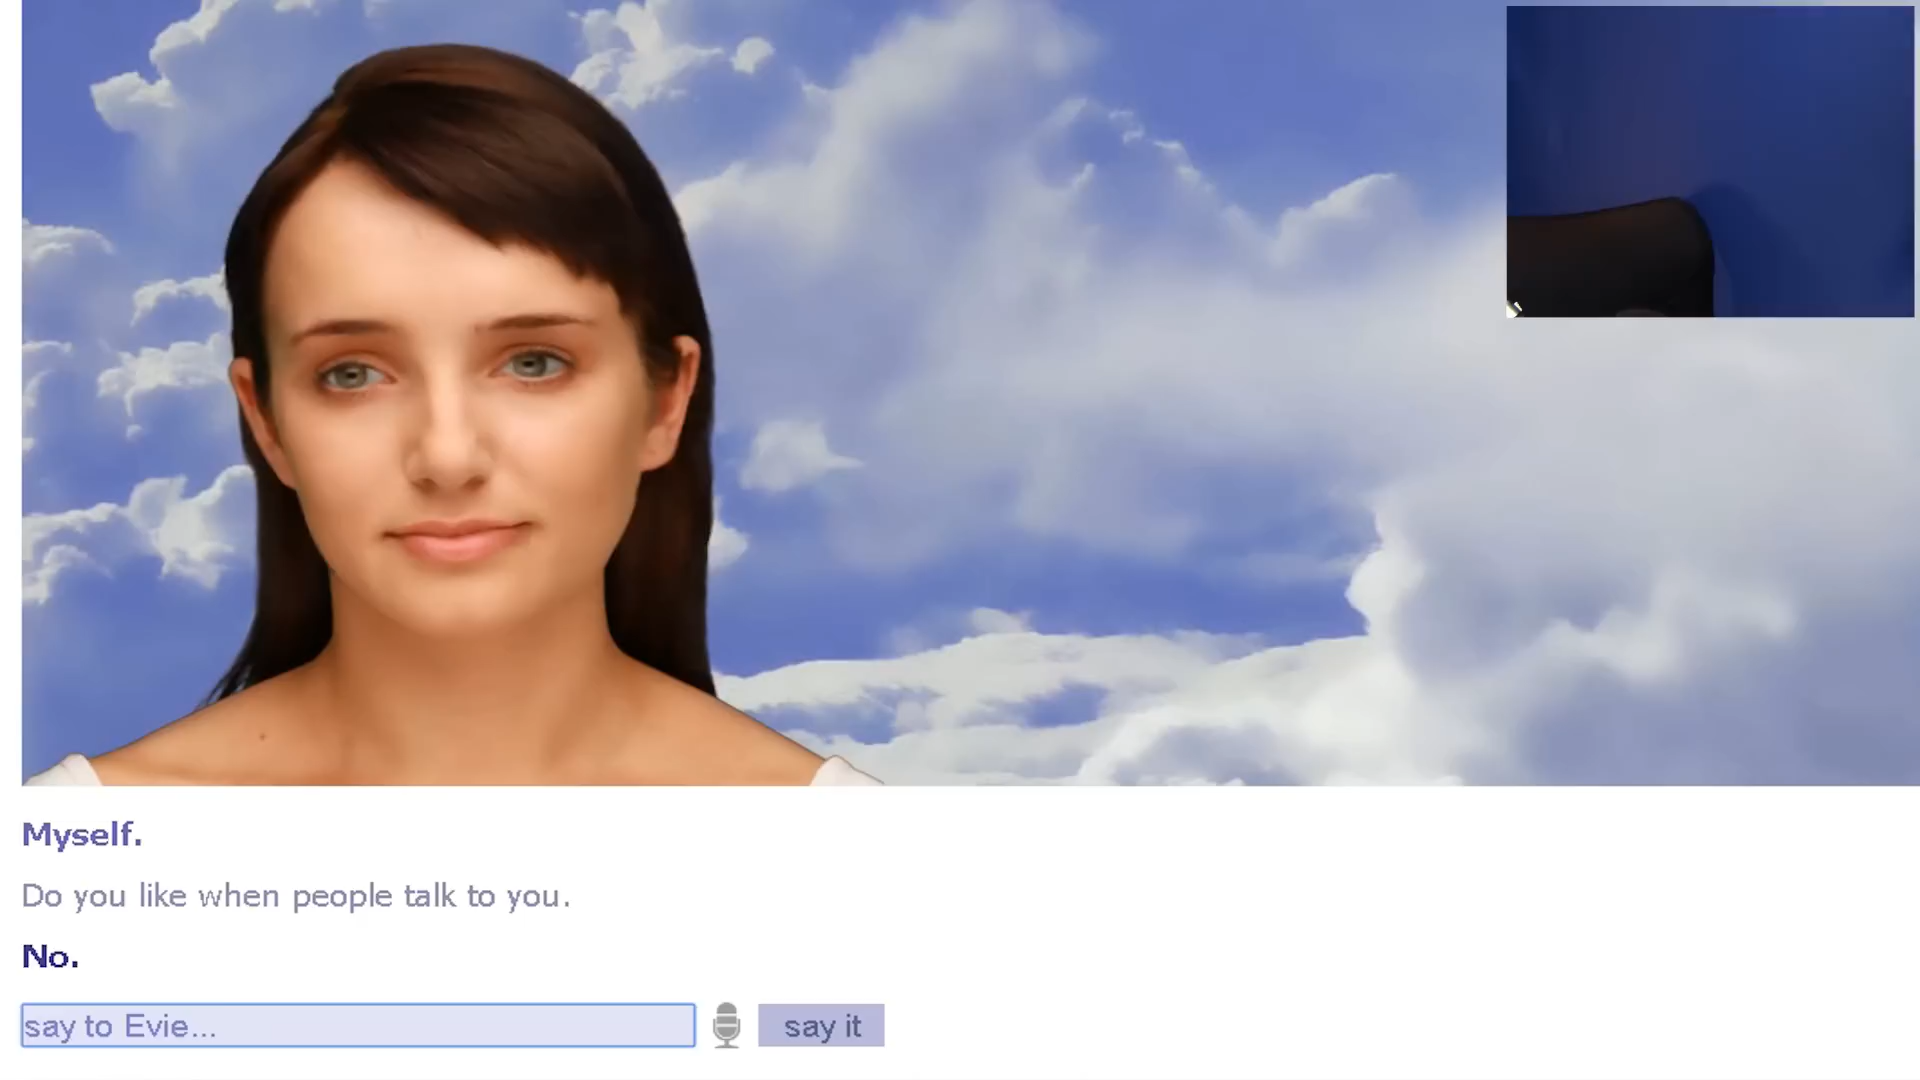 Myself.
Do you like when people talk to you.
No.
say to Evie...
say it